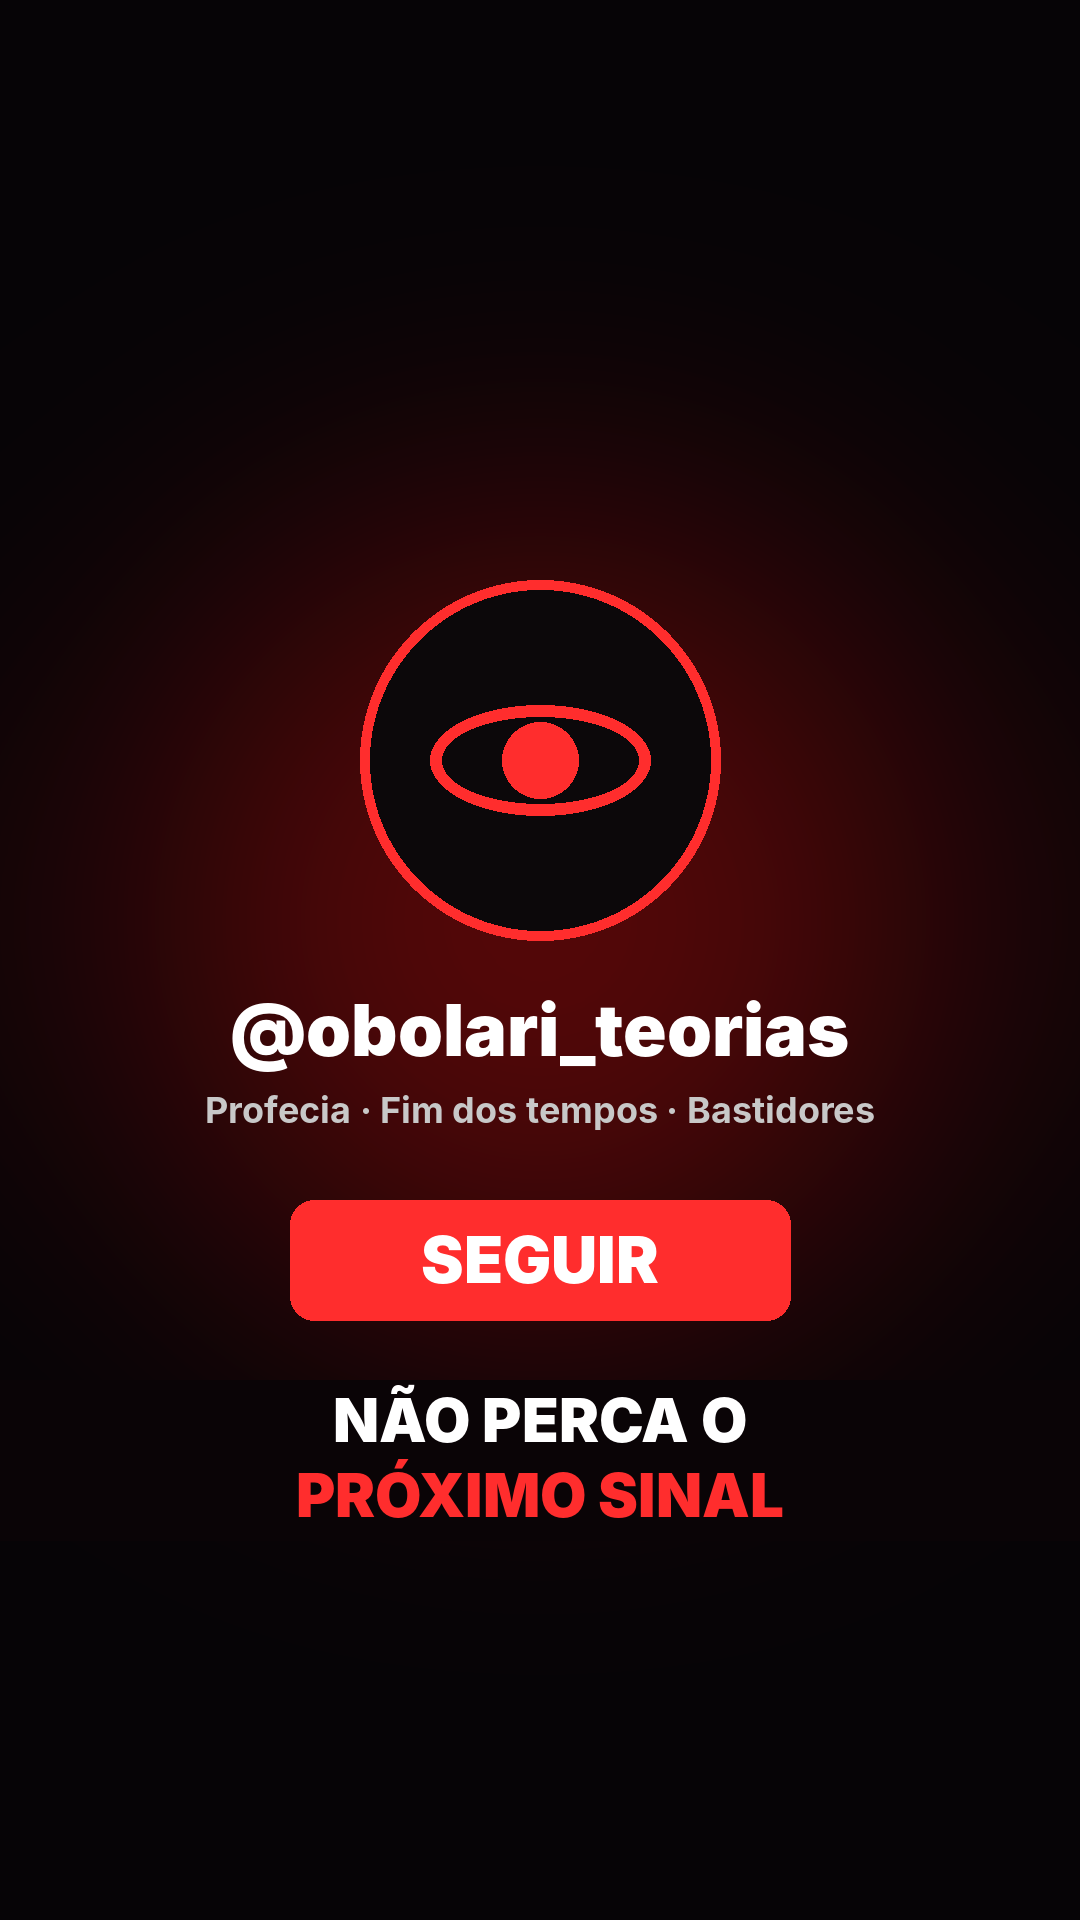 @obolari_teorias
Profecia · Fim dos tempos · Bastidores
SEGUIR
NÃO PERCA O
PRÓXIMO SINAL